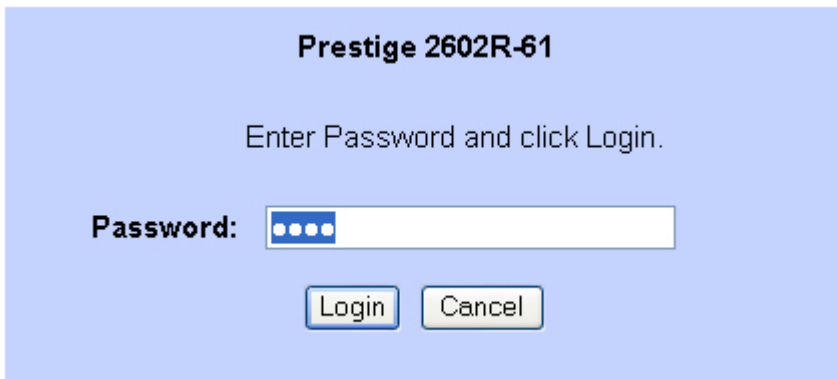 Prestige 2602R-61
Enter Password and click Login.
Password: ••••
Login Cancel